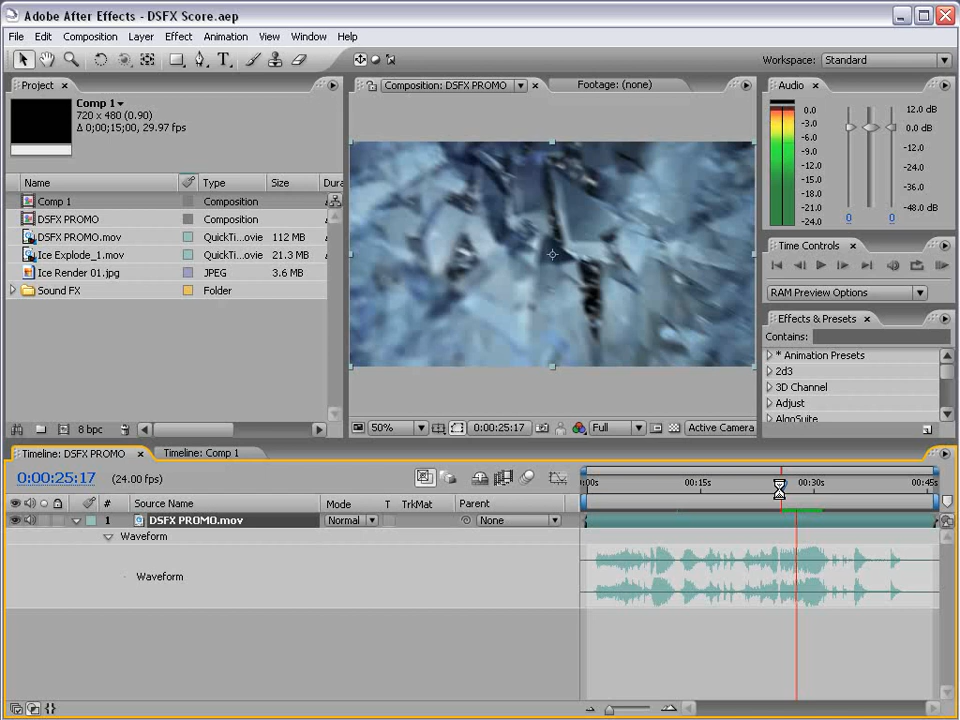 Adobe After Effects - DSFX Score.aep
File Edit Composition Layer Effect Animation View Window Help
Workspace: Standard
Project
Composition: DSFX PROMO
Footage: (none)
Audio
Comp 1
720 x 480 (0.90)
Δ 0;00;15;00, 29.97 fps
0.0 12.0 dB
-3.0
-6.0 0.0 dB
-9.0
-12.0 -12.0
-15.0 -24.0
-18.0 -36.0
-21.0
-24.0 -48.0 dB
0 0
Name Type Size Dura
Comp 1 Composition
DSFX PROMO Composition
DSFX PROMO.mov QuickTi...ovie 112 MB
Ice Explode_1.mov QuickTi...ovie 21.3 MB
Ice Render 01.jpg JPEG 3.6 MB
Sound FX Folder
Time Controls
RAM Preview Options
Effects & Presets
Contains:
* Animation Presets
2d3
3D Channel
Adjust
AlgoSuite
8 bpc
50% 0:00:25:17 Full Active Camera
Timeline: DSFX PROMO Timeline: Comp 1
0:00:25:17 (24.00 fps)
:00s 00:15s 00:30s 00:45s
# Source Name Mode T TrkMat Parent
1 DSFX PROMO.mov Normal None
Waveform
Waveform